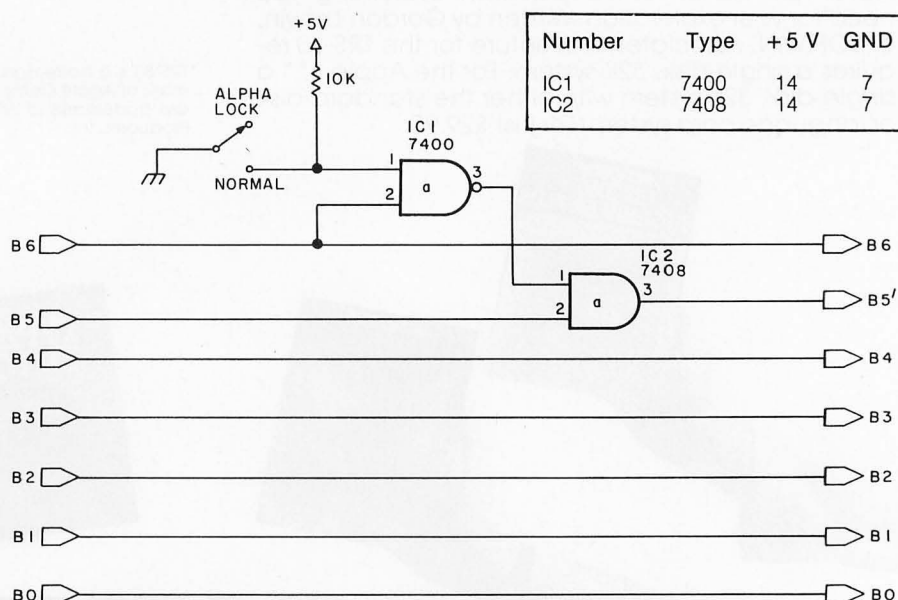 Number Type +5 V GND
IC1 7400 14 7
IC2 7408 14 7
+5V
10K
ALPHA
LOCK
NORMAL
IC1
7400
1
2
3
a
B6 B6
IC2
7408
1
2
3
a
B5'
B5
B4 B4
B3 B3
B2 B2
B1 B1
B0 B0